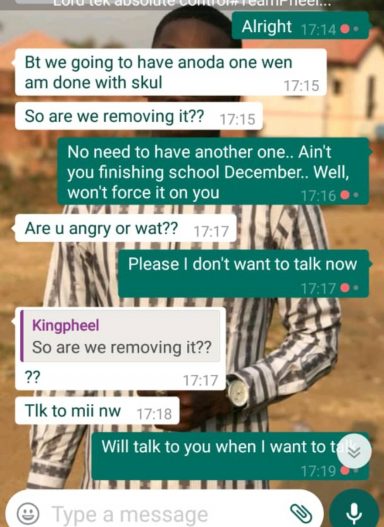 Lord tek absolute control#TeamPheel...
Alright
17:14
Bt we going to have anoda one wen
am done with skul
17:15
So are we removing it??
17:15
No need to have another one.. Ain't
you finishing school December.. Well,
won't force it on you
17:16
Are u angry or wat??
17:17
Please I don't want to talk now
17:17
Kingpheel
So are we removing it??
??
17:17
Tlk to mii nw
17:18
Will talk to you when I want to
17:19
Type a message